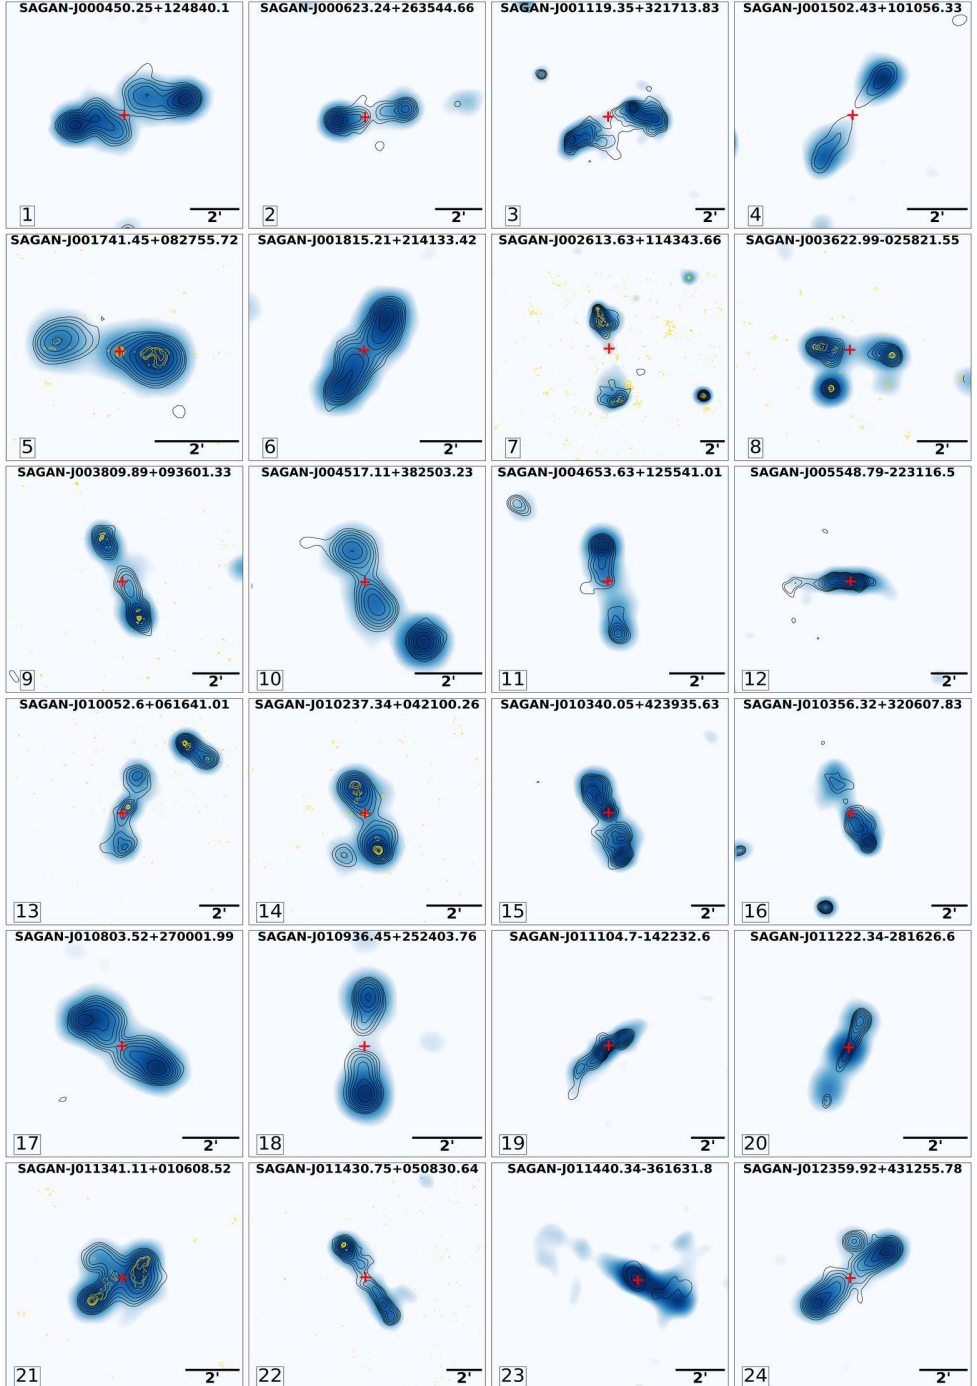 SAGAN-J000450.25+124840.1 SAGAN-J000623.24+263544.66 SAGAN-J001119.35+321713.83 SAGAN-J001502.43+101056.33
1 2' 2 2' 3 2' 4 2'
SAGAN-J001741.45+082755.72 SAGAN-J001815.21+214133.42 SAGAN-J002613.63+114343.66 SAGAN-J003622.99-025821.55
5 2' 6 2' 7 2' 8 2'
SAGAN-J003809.89+093601.33 SAGAN-J004517.11+382503.23 SAGAN-J004653.63+125541.01 SAGAN-J005548.79-223116.5
9 2' 10 2' 11 2' 12 2'
SAGAN-J010052.6+061641.01 SAGAN-J010237.34+042100.26 SAGAN-J010340.05+423935.63 SAGAN-J010356.32+320607.83
13 2' 14 2' 15 2' 16 2'
SAGAN-J010803.52+270001.99 SAGAN-J010936.45+252403.76 SAGAN-J011104.7-142232.6 SAGAN-J011222.34-281626.6
17 2' 18 2' 19 2' 20 2'
SAGAN-J011341.11+010608.52 SAGAN-J011430.75+050830.64 SAGAN-J011440.34-361631.8 SAGAN-J012359.92+431255.78
21 2' 22 2' 23 2' 24 2'